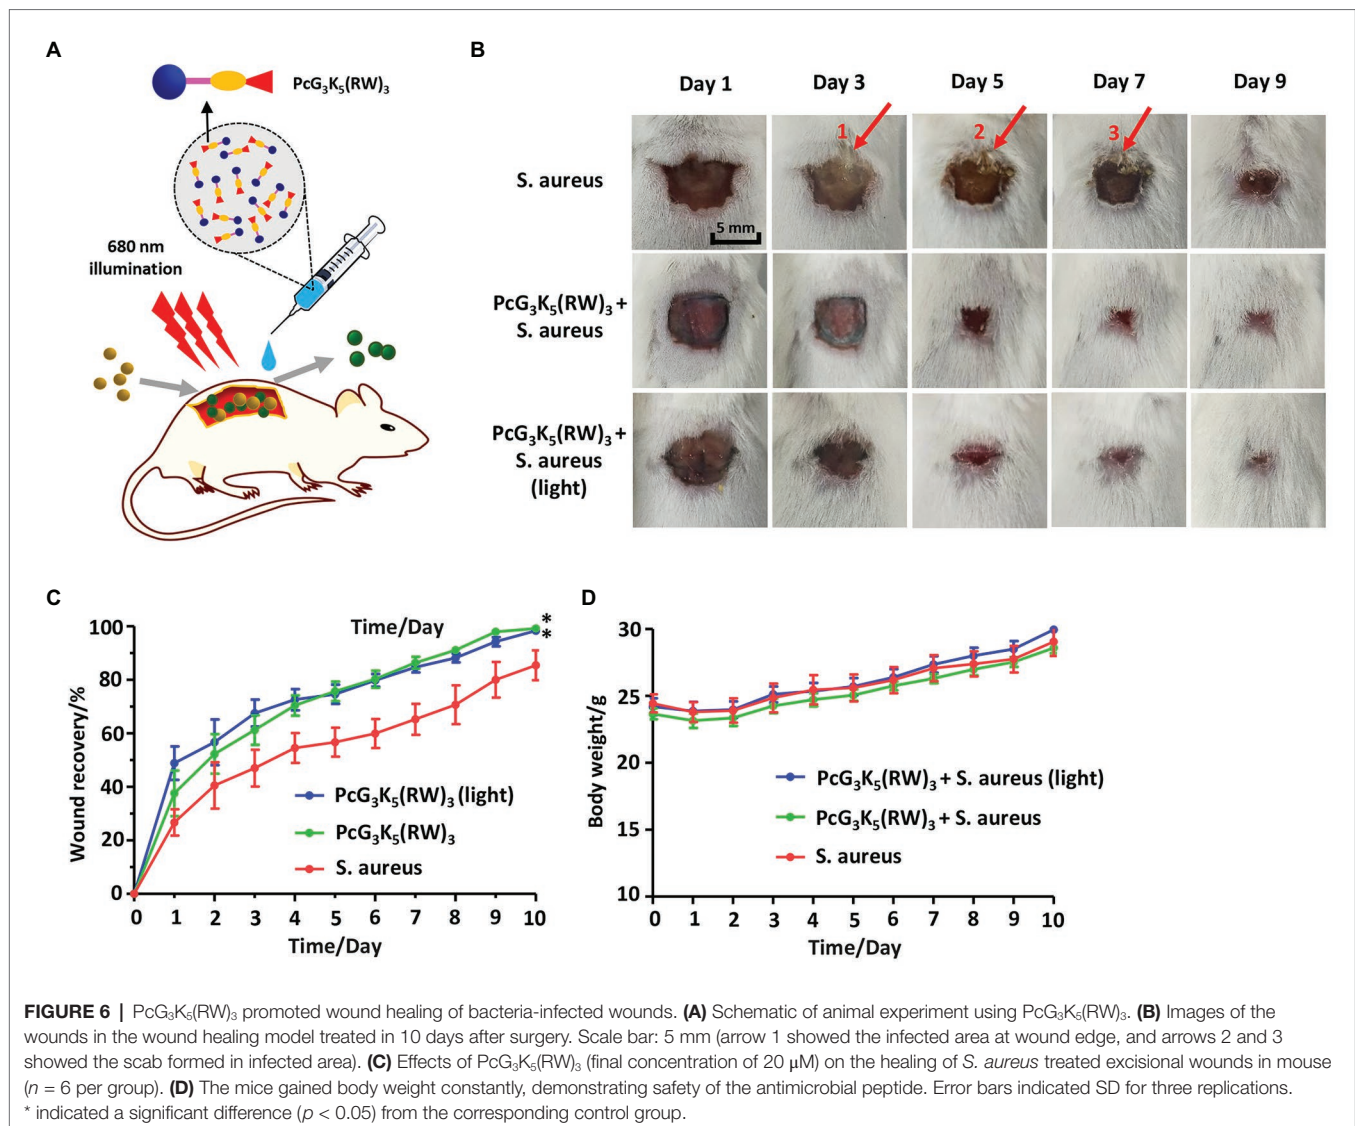 A
PcG₃K₅(RW)₃
680 nm
illumination
B
Day 1 Day 3 Day 5 Day 7 Day 9
S. aureus
1 2 3
5 mm
PcG₃K₅(RW)₃ +
S. aureus
PcG₃K₅(RW)₃ +
S. aureus
(light)
C
Time/Day
*
*
Wound recovery/%
100
80
60
40
20
0
PcG₃K₅(RW)₃ (light)
PcG₃K₅(RW)₃
S. aureus
0 1 2 3 4 5 6 7 8 9 10
Time/Day
D
Body weight/g
30
25
20
15
10
PcG₃K₅(RW)₃ + S. aureus (light)
PcG₃K₅(RW)₃ + S. aureus
S. aureus
0 1 2 3 4 5 6 7 8 9 10
Time/Day
FIGURE 6 | PcG₃K₅(RW)₃ promoted wound healing of bacteria-infected wounds. (A) Schematic of animal experiment using PcG₃K₅(RW)₃. (B) Images of the
wounds in the wound healing model treated in 10 days after surgery. Scale bar: 5 mm (arrow 1 showed the infected area at wound edge, and arrows 2 and 3
showed the scab formed in infected area). (C) Effects of PcG₃K₅(RW)₃ (final concentration of 20 μM) on the healing of S. aureus treated excisional wounds in mouse
(n = 6 per group). (D) The mice gained body weight constantly, demonstrating safety of the antimicrobial peptide. Error bars indicated SD for three replications.
* indicated a significant difference (p < 0.05) from the corresponding control group.